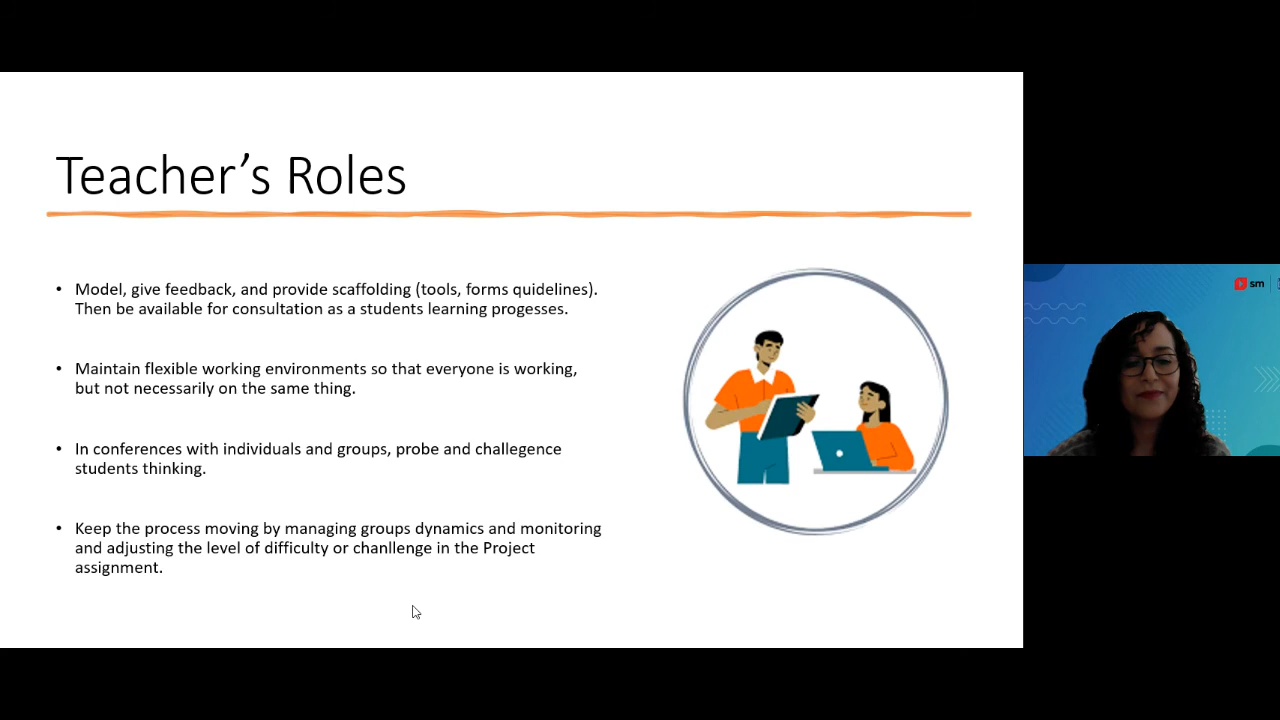 Teacher’s Roles
• Model, give feedback, and provide scaffolding (tools, forms quidelines).
Then be available for consultation as a students learning progesses.
• Maintain flexible working environments so that everyone is working,
but not necessarily on the same thing.
• In conferences with individuals and groups, probe and challegence
students thinking.
• Keep the process moving by managing groups dynamics and monitoring
and adjusting the level of difficulty or chanllenge in the Project
assignment.
sm